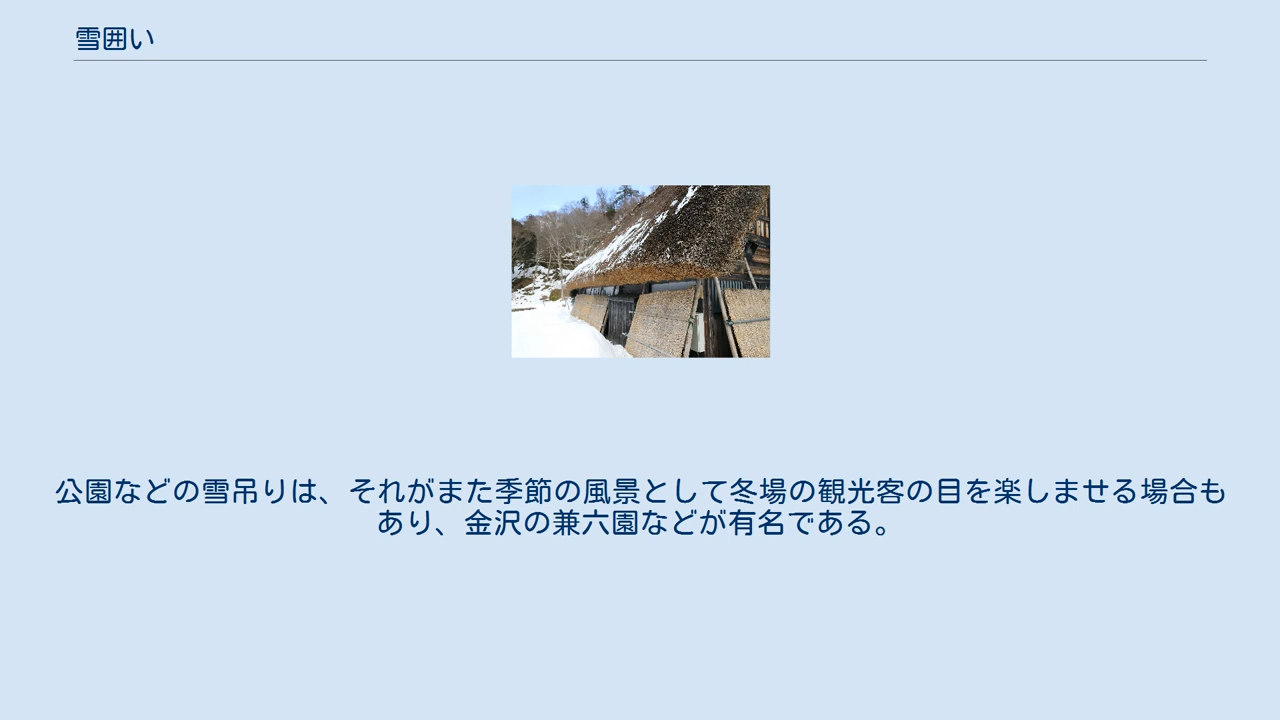 雪囲い
公園などの雪吊りは、それがまた季節の風景として冬場の観光客の目を楽しませる場合も
あり、金沢の兼六園などが有名である。